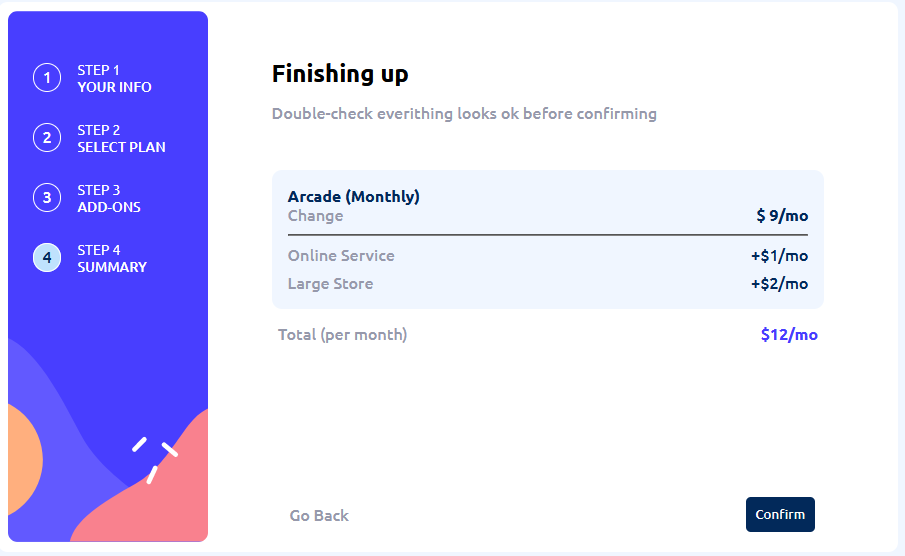 1 STEP 1
YOUR INFO
2 STEP 2
SELECT PLAN
3 STEP 3
ADD-ONS
4 STEP 4
SUMMARY
Finishing up
Double-check everithing looks ok before confirming
Arcade (Monthly)
Change $ 9/mo
Online Service +$1/mo
Large Store +$2/mo
Total (per month) $12/mo
Go Back Confirm